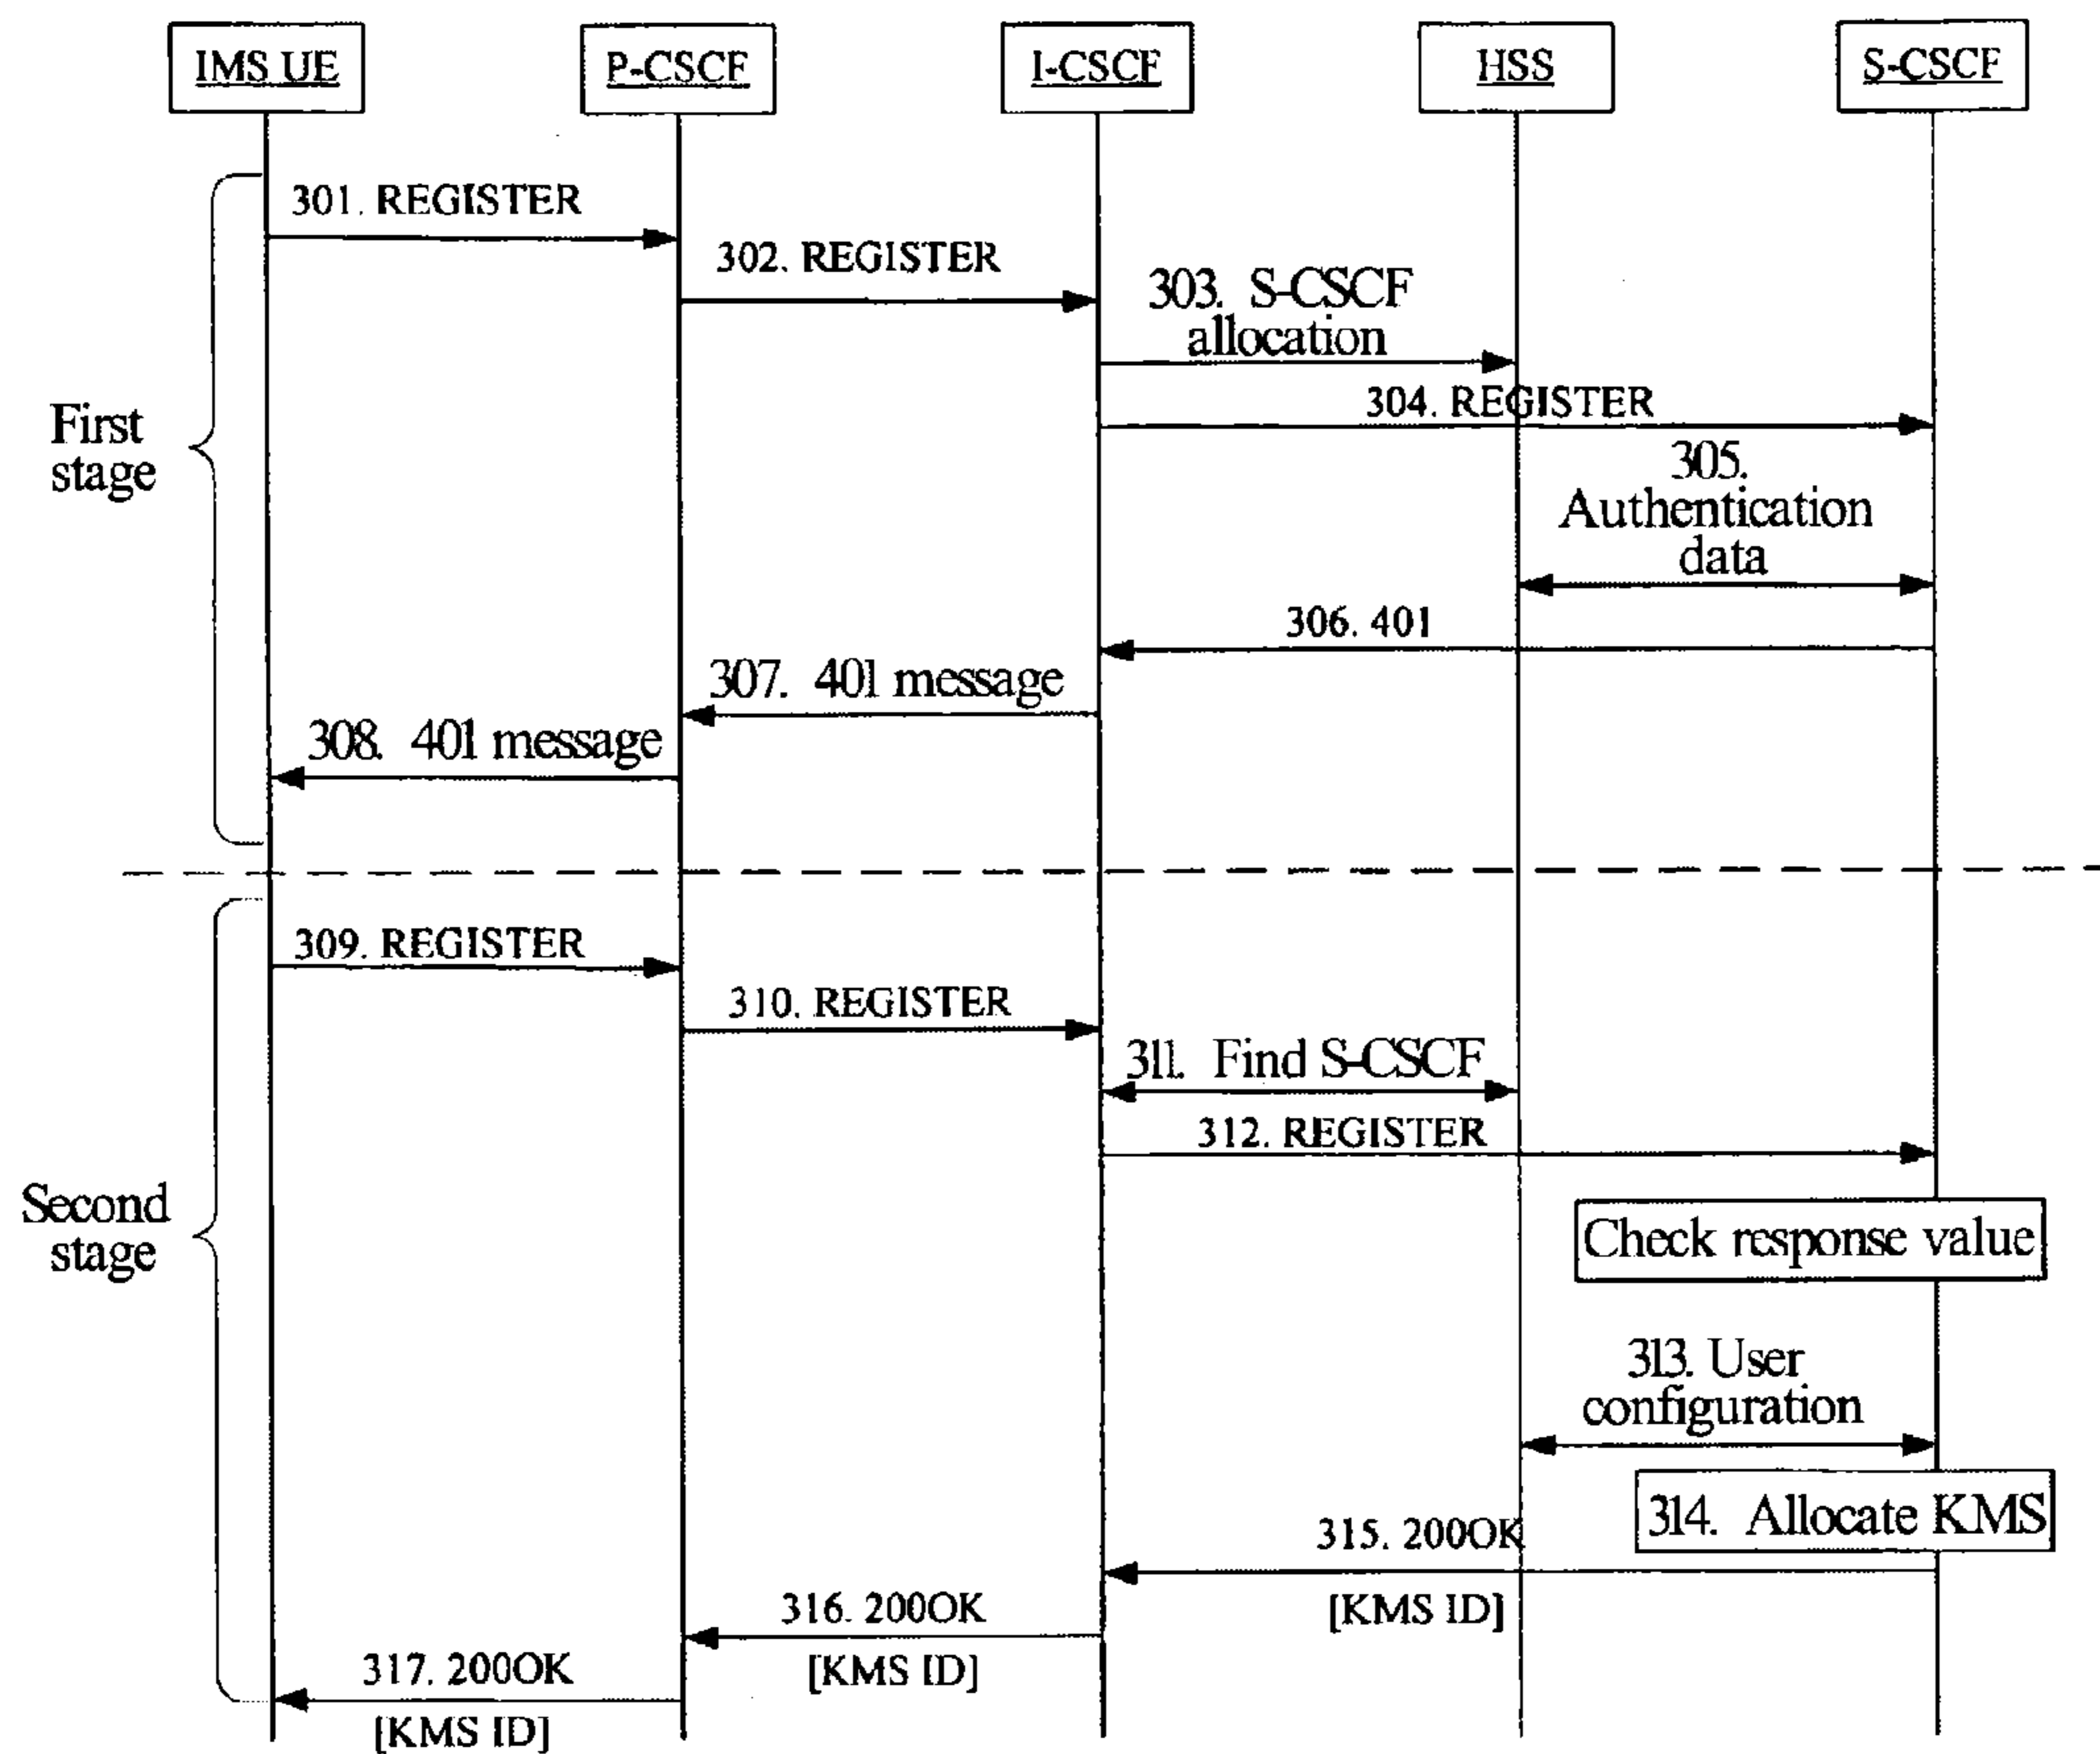 IMS UE
P-CSCF
I-CSCF
HSS
S-CSCF
301. REGISTER
302. REGISTER
303. S-CSCF
allocation
304. REGISTER
First
stage
305.
Authentication
data
306. 401
307. 401 message
308. 401 message
309. REGISTER
310. REGISTER
311. Find S-CSCF
312. REGISTER
Second
stage
Check response value
313. User
configuration
314. Allocate KMS
315. 200OK
[KMS ID]
316. 200OK
[KMS ID]
317. 200OK
[KMS ID]